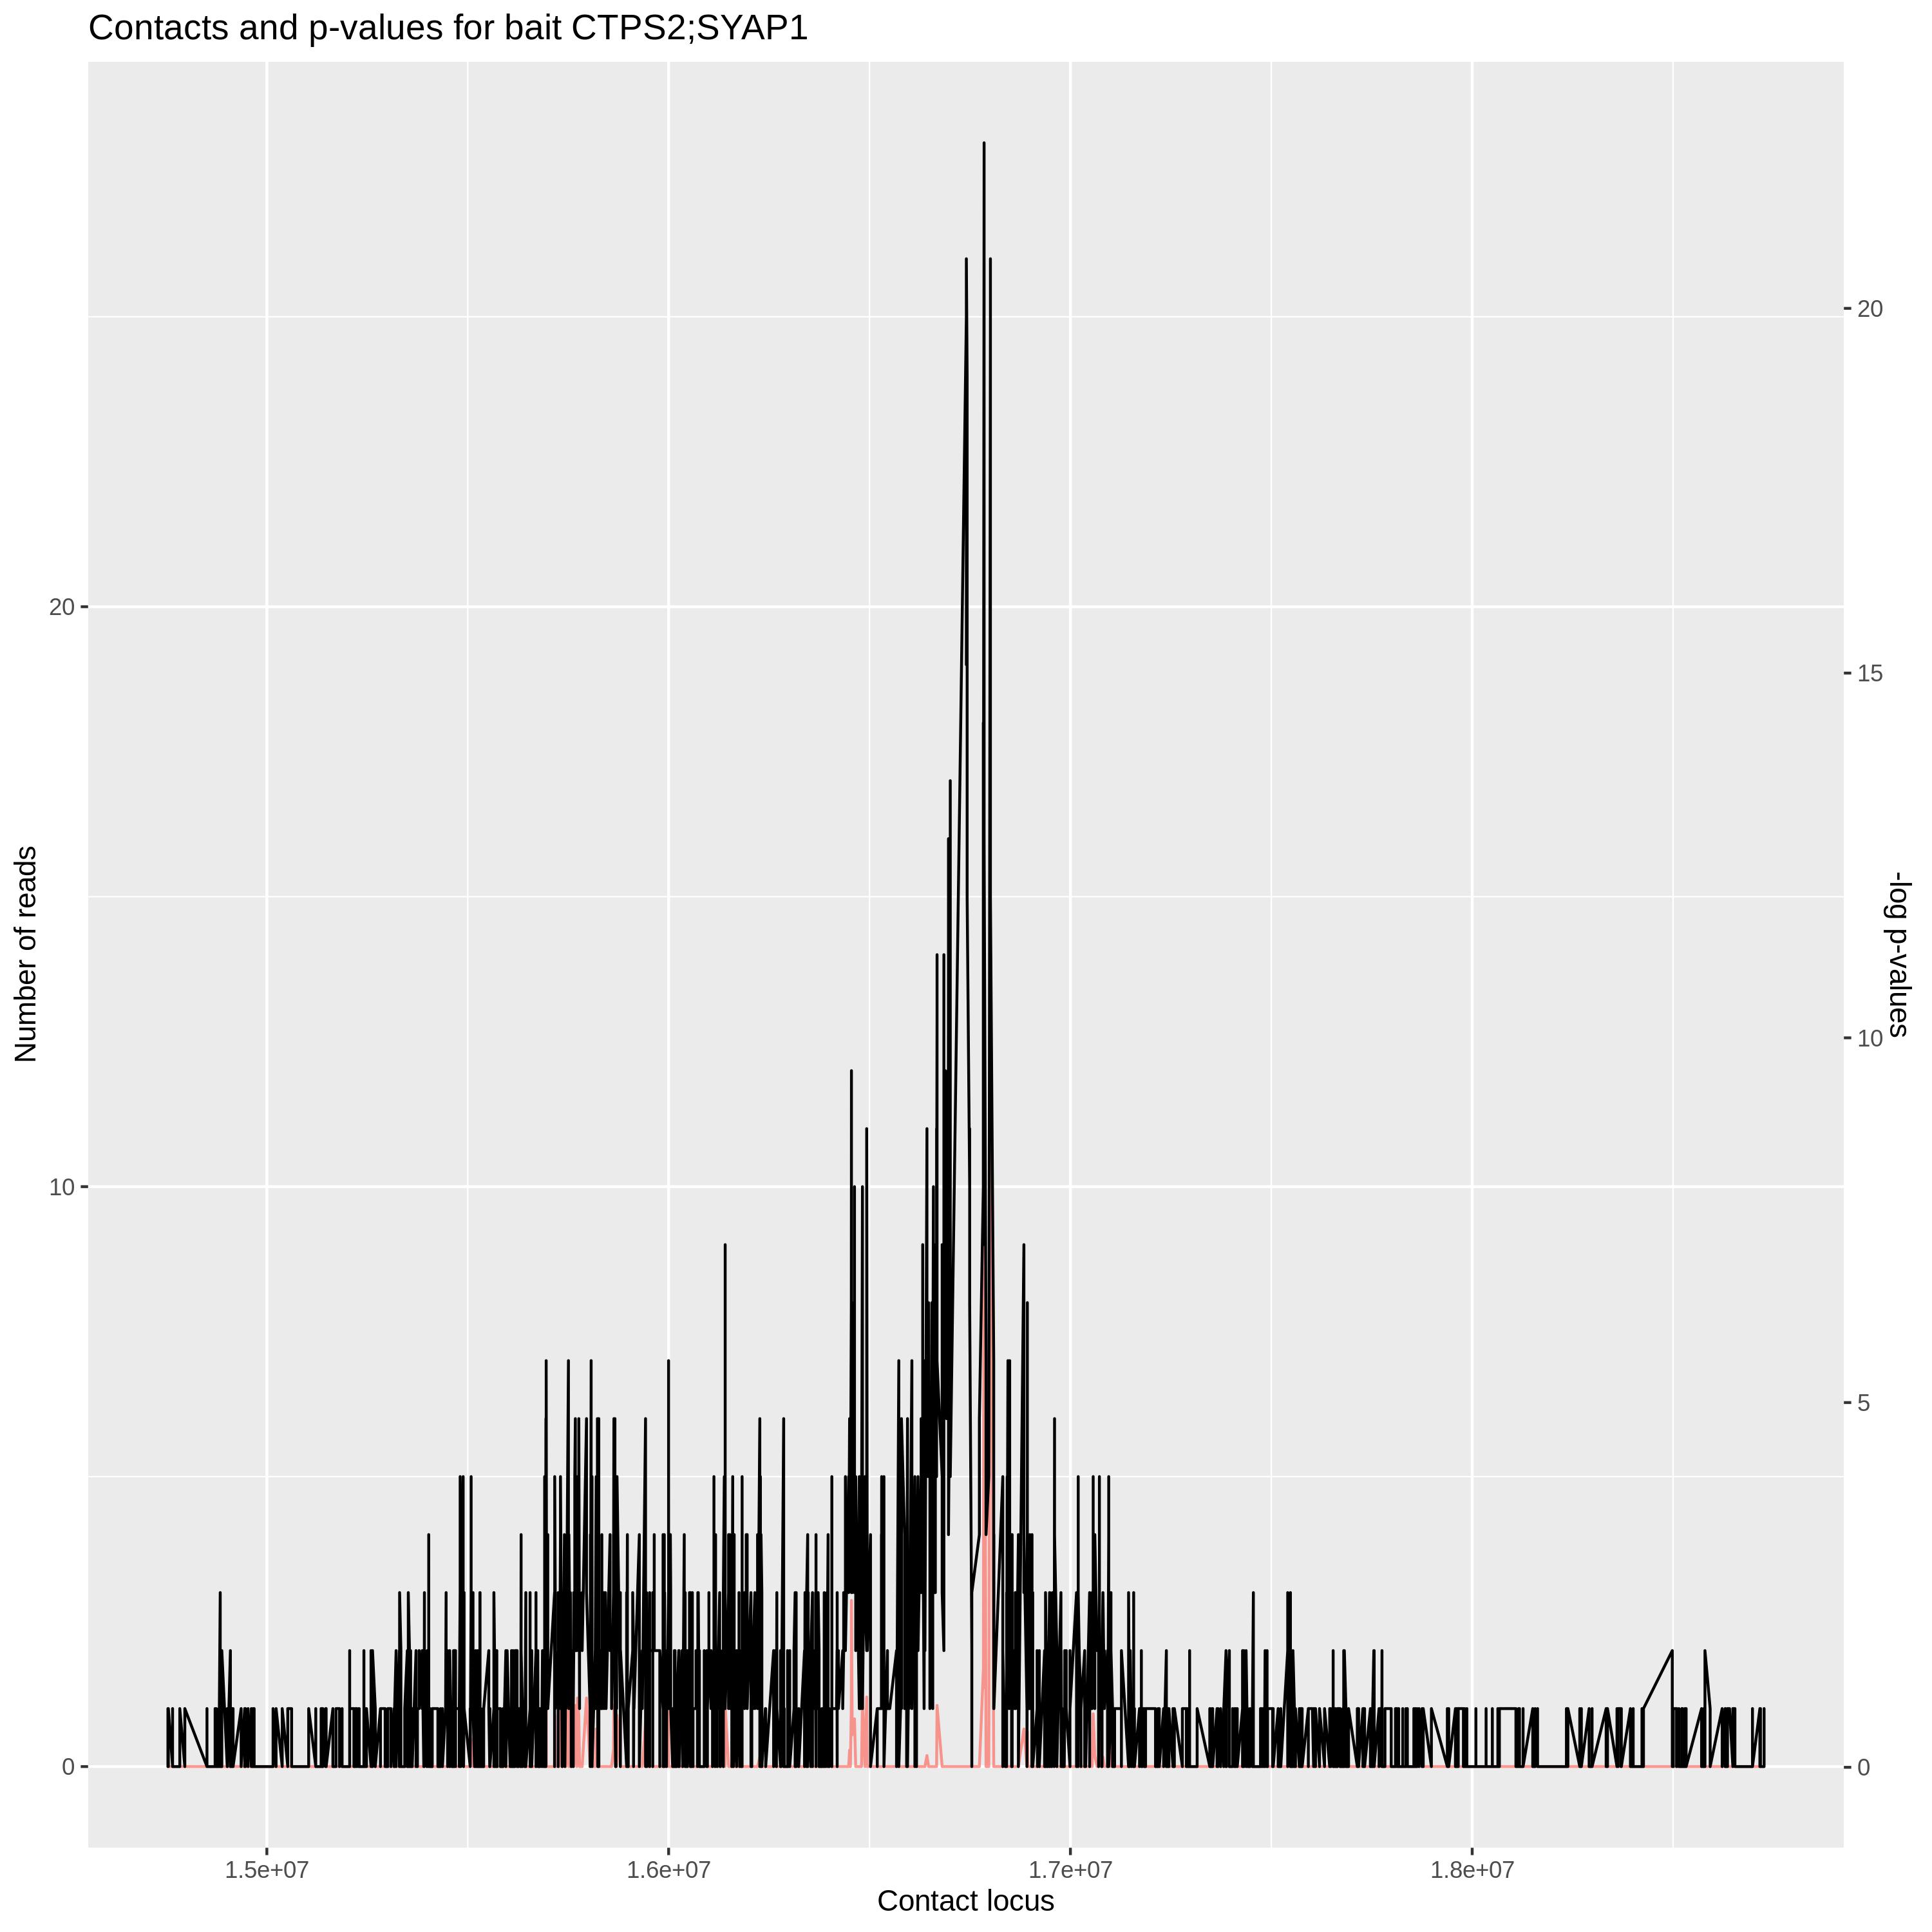 Contacts and p-values for bait CTPS2;SYAP1
Number of reads
20
10
0
20
15
10
5
0
-log p-values
1.5e+07
1.6e+07
1.7e+07
1.8e+07
Contact locus